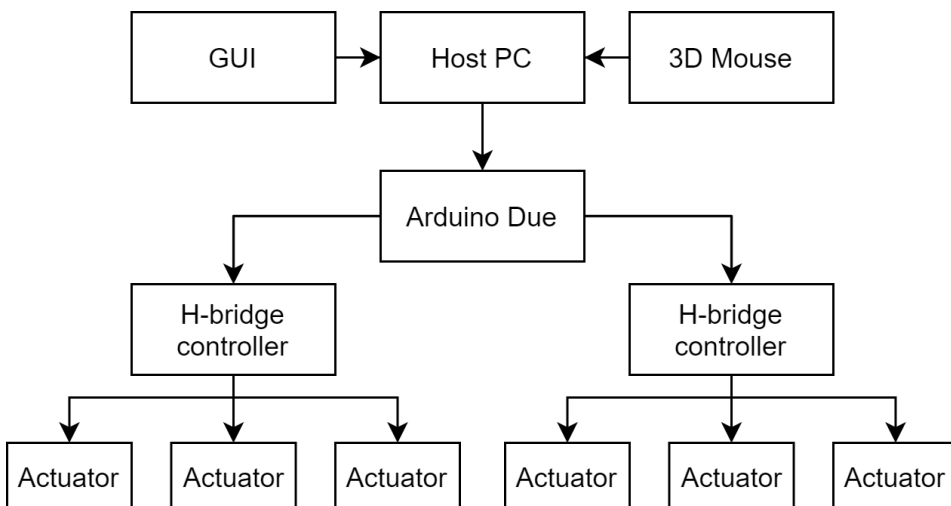 GUI
Host PC
3D Mouse
Arduino Due
H-bridge
controller
H-bridge
controller
Actuator
Actuator
Actuator
Actuator
Actuator
Actuator